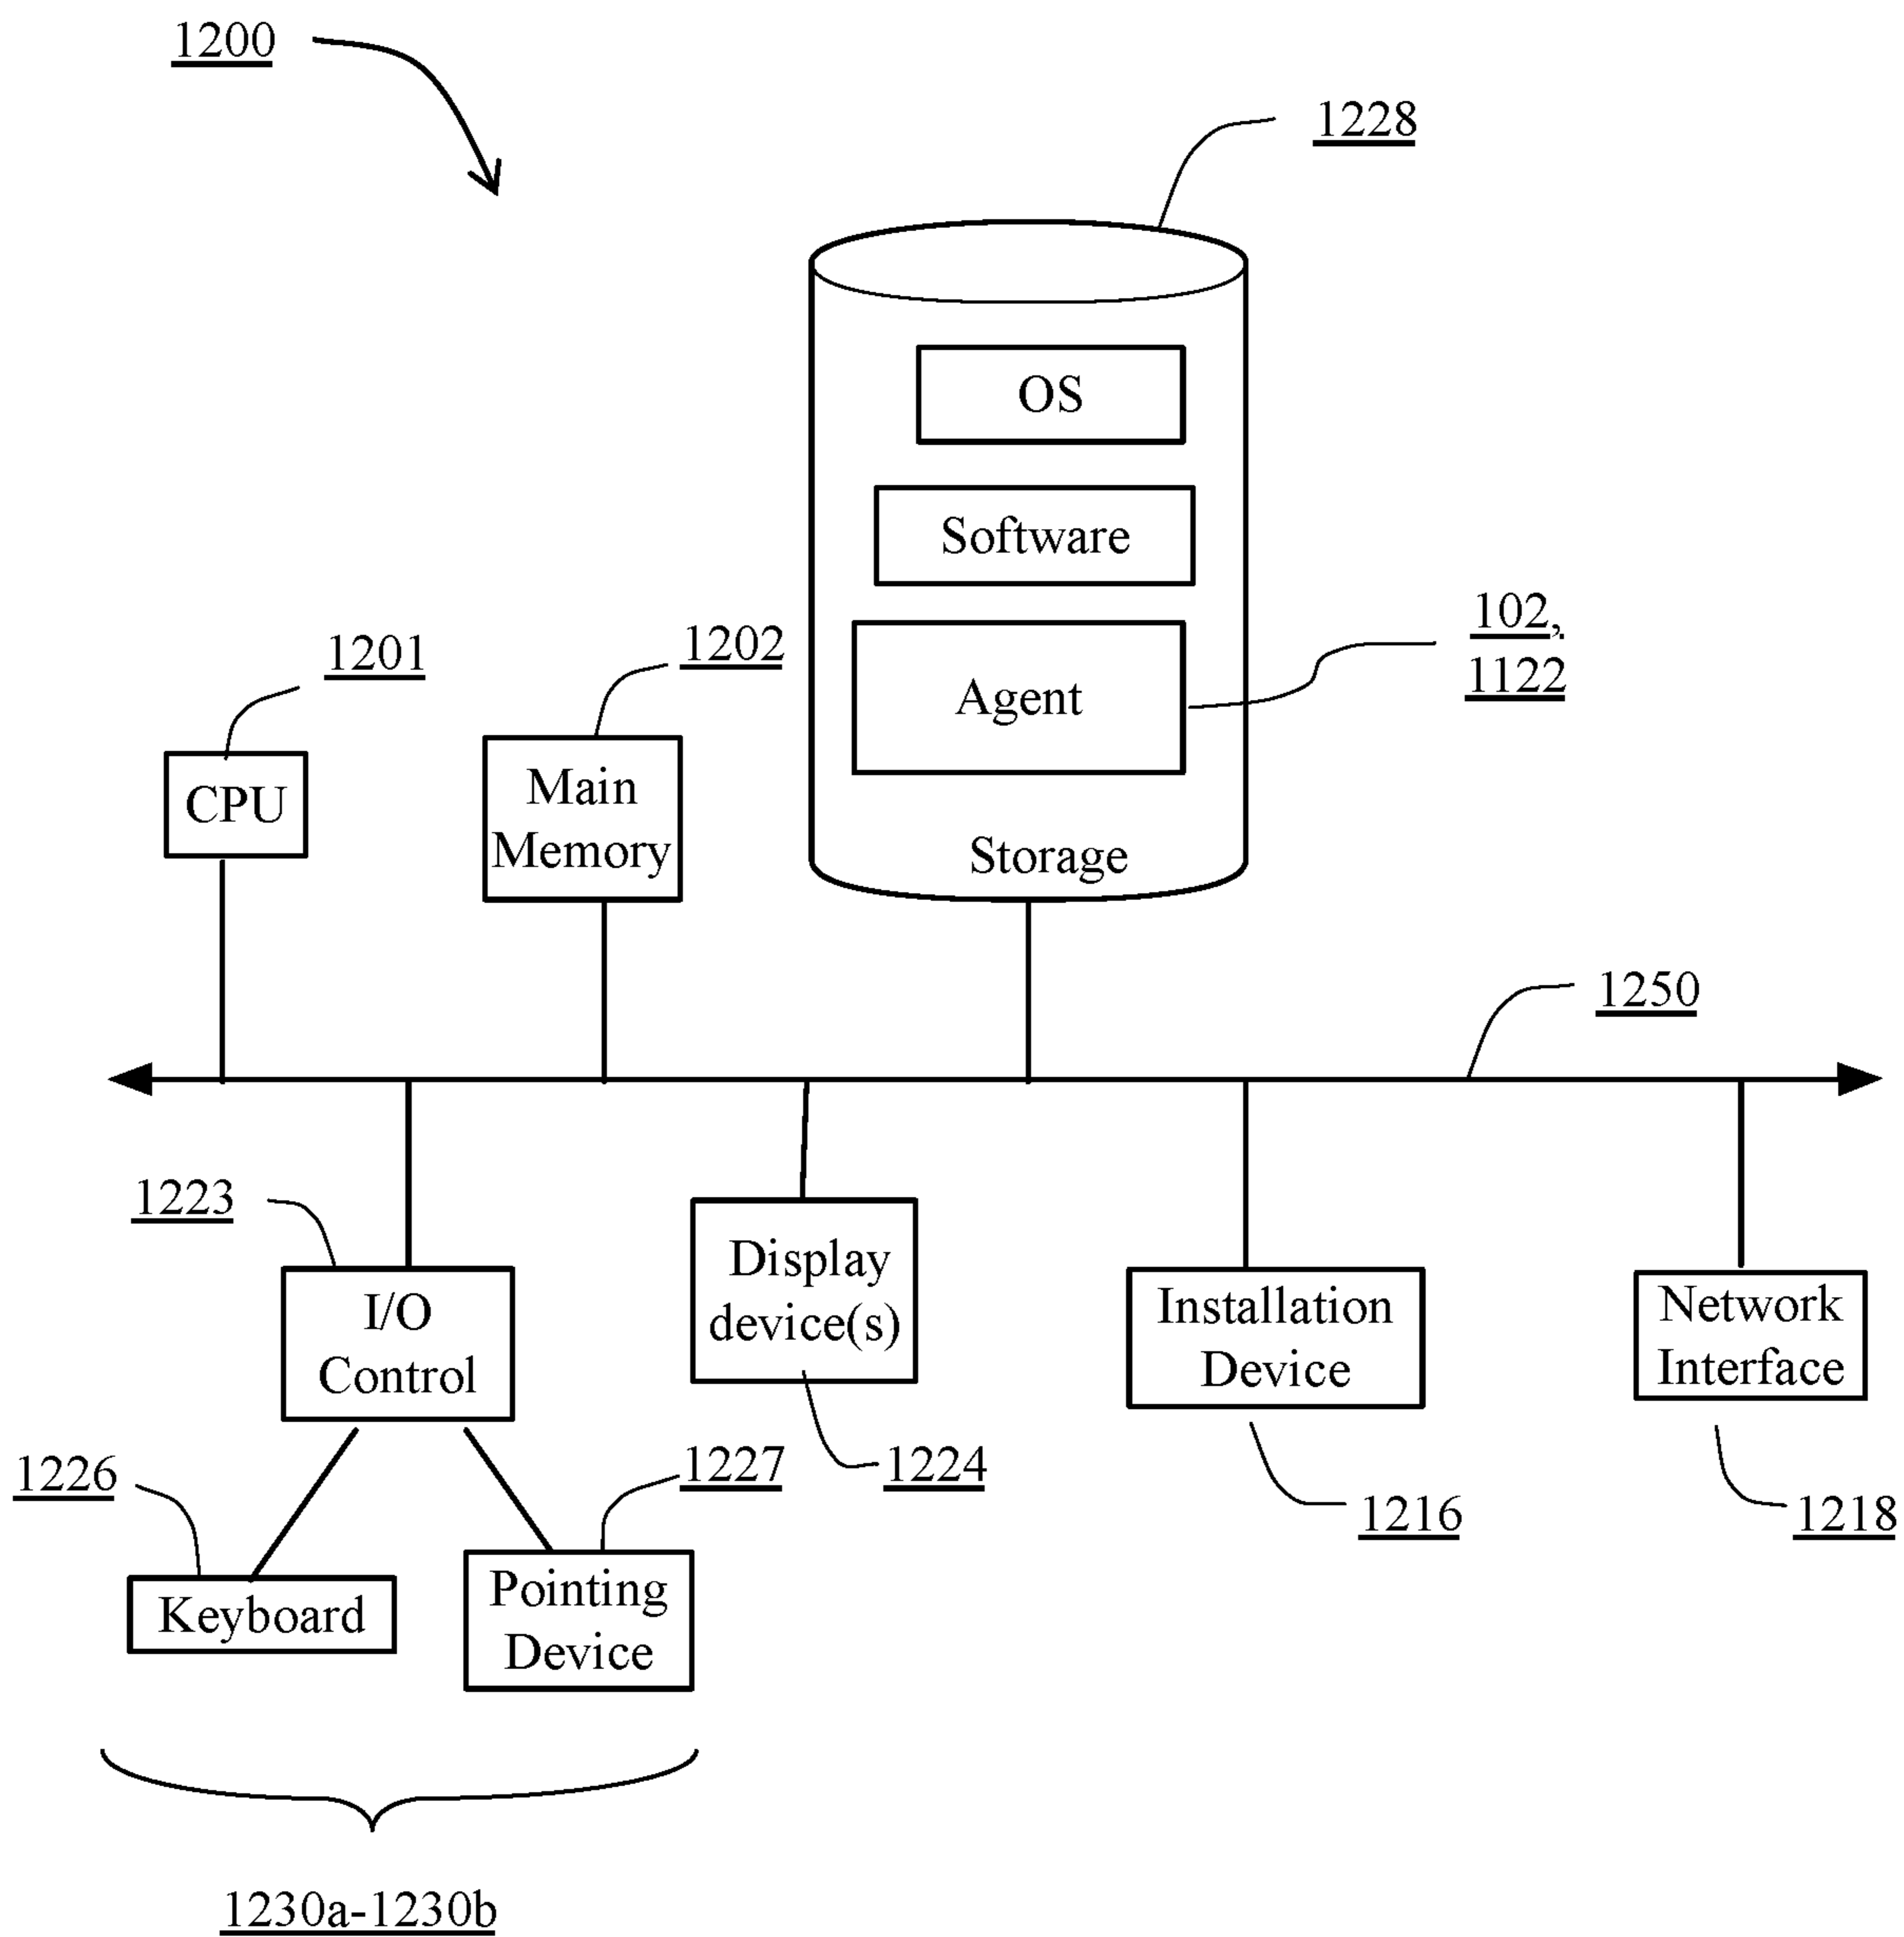 1200
1228
OS
Software
102,
1122
Agent
1201
1202
CPU
Main
Memory
Storage
1250
1223
I/O
Control
Display
device(s)
Installation
Device
Network
Interface
1226
1227
1224
1216
1218
Keyboard
Pointing
Device
1230a-1230b